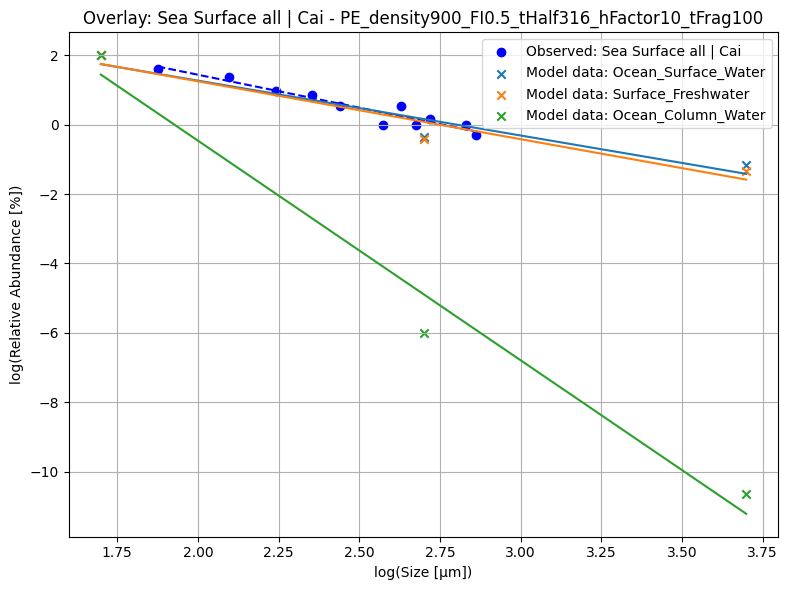 Overlay: Sea Surface all | Cai - PE_density900_FI0.5_tHalf316_hFactor10_tFrag100
Observed: Sea Surface all | Cai
Model data: Ocean_Surface_Water
Model data: Surface_Freshwater
Model data: Ocean_Column_Water
log(Relative Abundance [%])
2
0
−2
−4
−6
−8
−10
1.75 2.00 2.25 2.50 2.75 3.00 3.25 3.50 3.75
log(Size [μm])